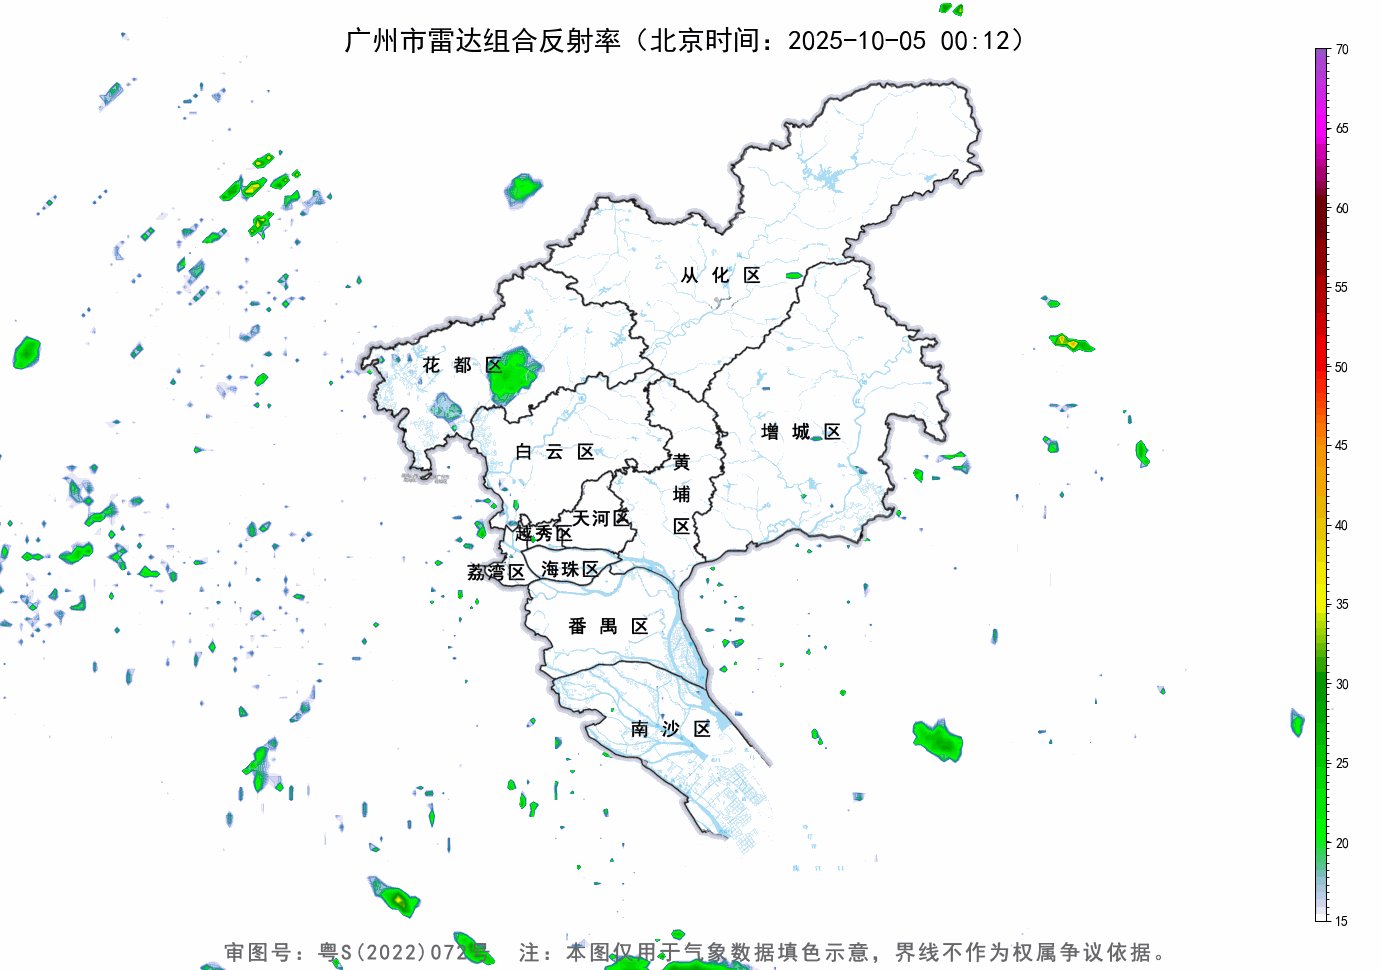 广州市雷达组合反射率（北京时间：2025-10-05 00:12）
70
65
60
55
50
45
40
35
30
25
20
15
从化区
花都区
增城区
白云区
黄埔区
天河区
越秀区
荔湾区
海珠区
番禺区
南沙区
审图号：粤S(2022)072号 注：本图仅用于气象数据填色示意，界线不作为权属争议依据。